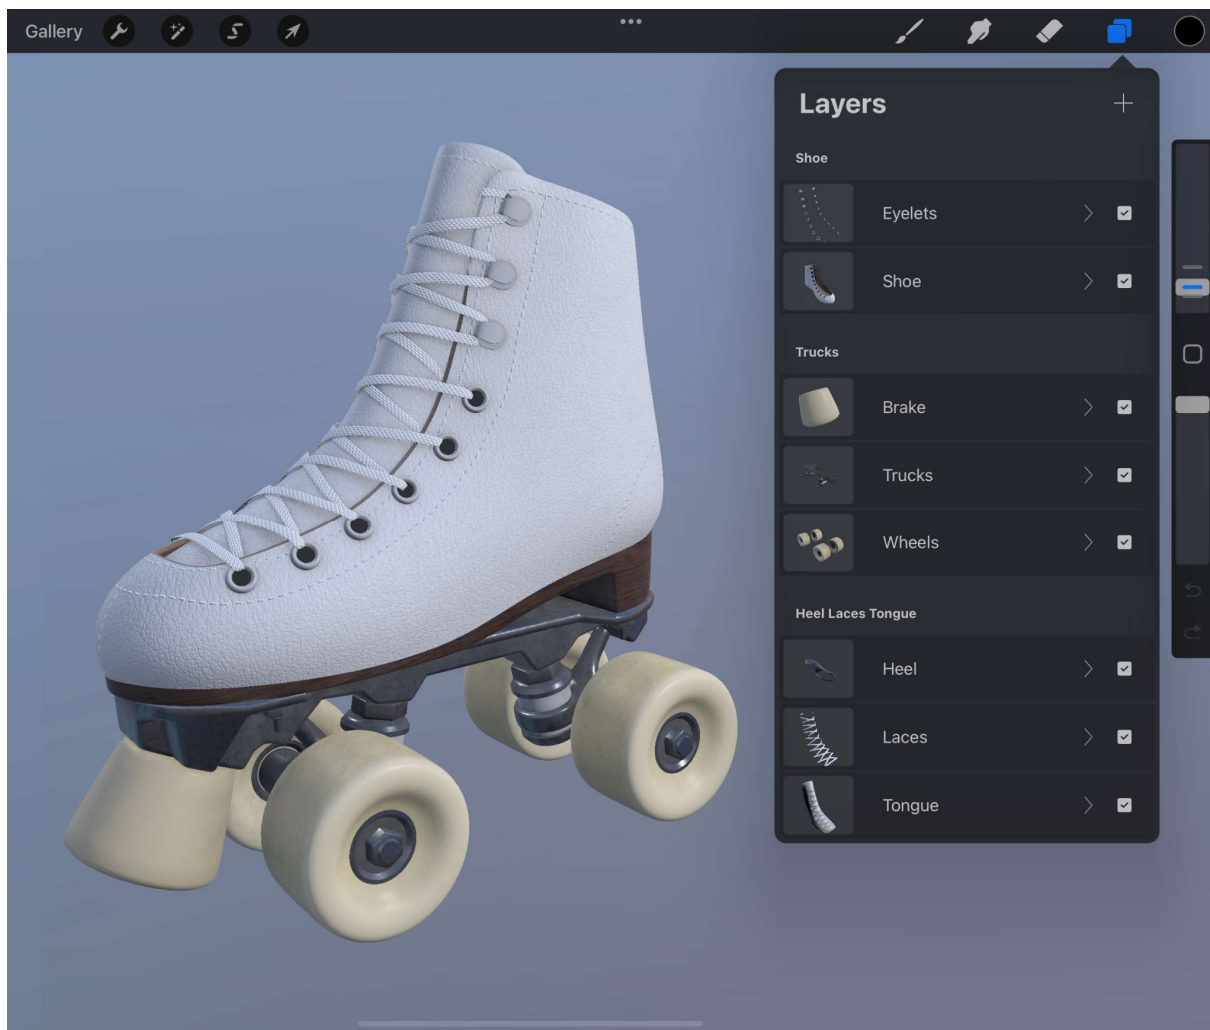 Gallery
Layers
Shoe
Eyelets
Shoe
Trucks
Brake
Trucks
Wheels
Heel Laces Tongue
Heel
Laces
Tongue